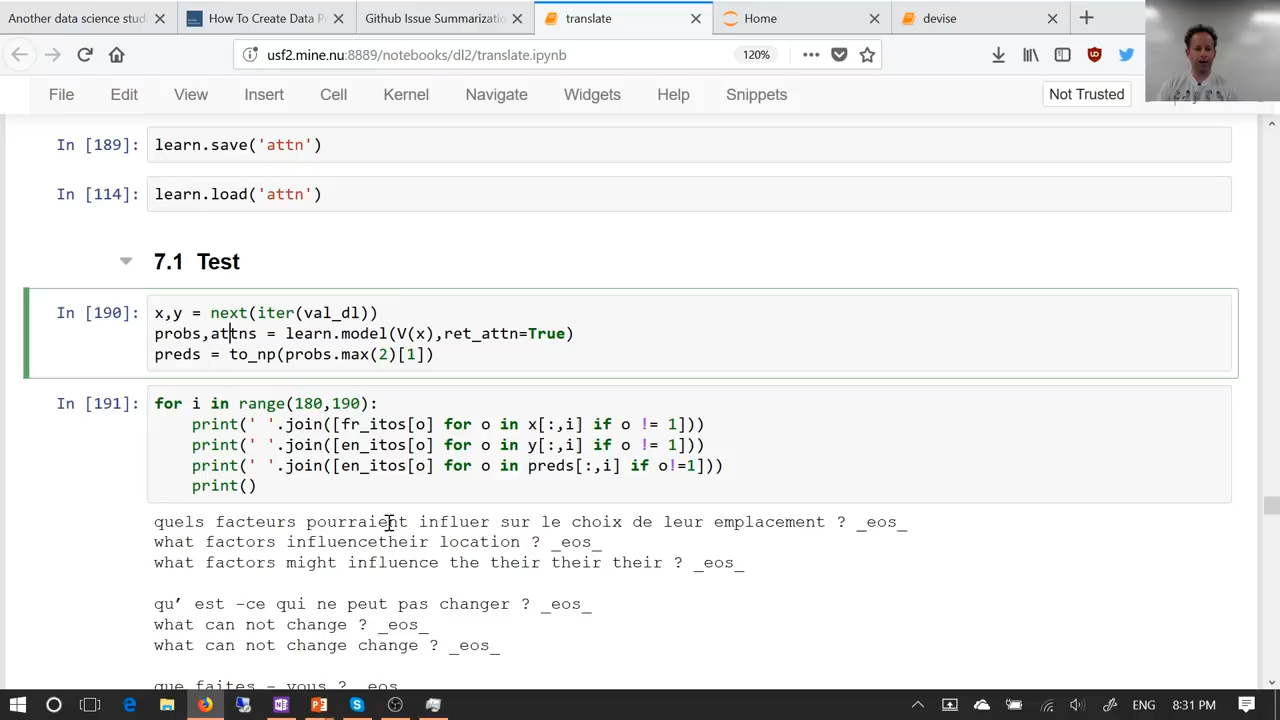 Another data science stud
How To Create Data P
Github Issue Summarizatio
translate
Home
devise
usf2.mine.nu:8889/notebooks/dl2/translate.ipynb
120%
File Edit View Insert Cell Kernel Navigate Widgets Help Snippets
Not Trusted
In [189]: learn.save('attn')
In [114]: learn.load('attn')
7.1 Test
In [190]: x,y = next(iter(val_dl))
probs,attns = learn.model(V(x),ret_attn=True)
preds = to_np(probs.max(2)[1])
In [191]: for i in range(180,190):
print(' '.join([fr_itos[o] for o in x[:,i] if o != 1]))
print(' '.join([en_itos[o] for o in y[:,i] if o != 1]))
print(' '.join([en_itos[o] for o in preds[:,i] if o!=1]))
print()
quels facteurs pourraient influer sur le choix de leur emplacement ? _eos_
what factors influencetheir location ? _eos_
what factors might influence the their their their ? _eos_
qu’ est -ce qui ne peut pas changer ? _eos_
what can not change ? _eos_
what can not change change ? _eos_
que faites - vous ? _eos_
ENG
8:31 PM